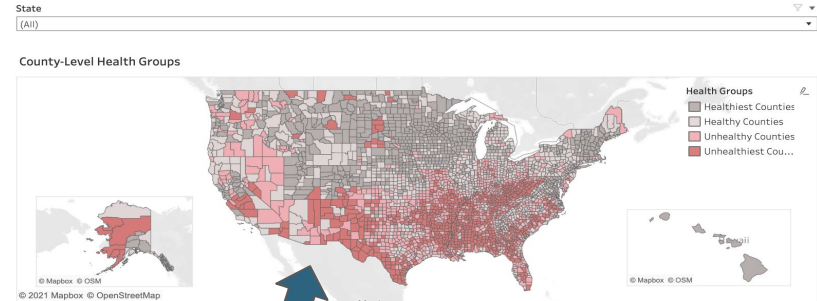 State
(All)
County-Level Health Groups
Health Groups
Healthiest Counties
Healthy Counties
Unhealthy Counties
Unhealthiest Cou...
© Mapbox © OSM
© Mapbox © OSM
© 2021 Mapbox © OpenStreetMap